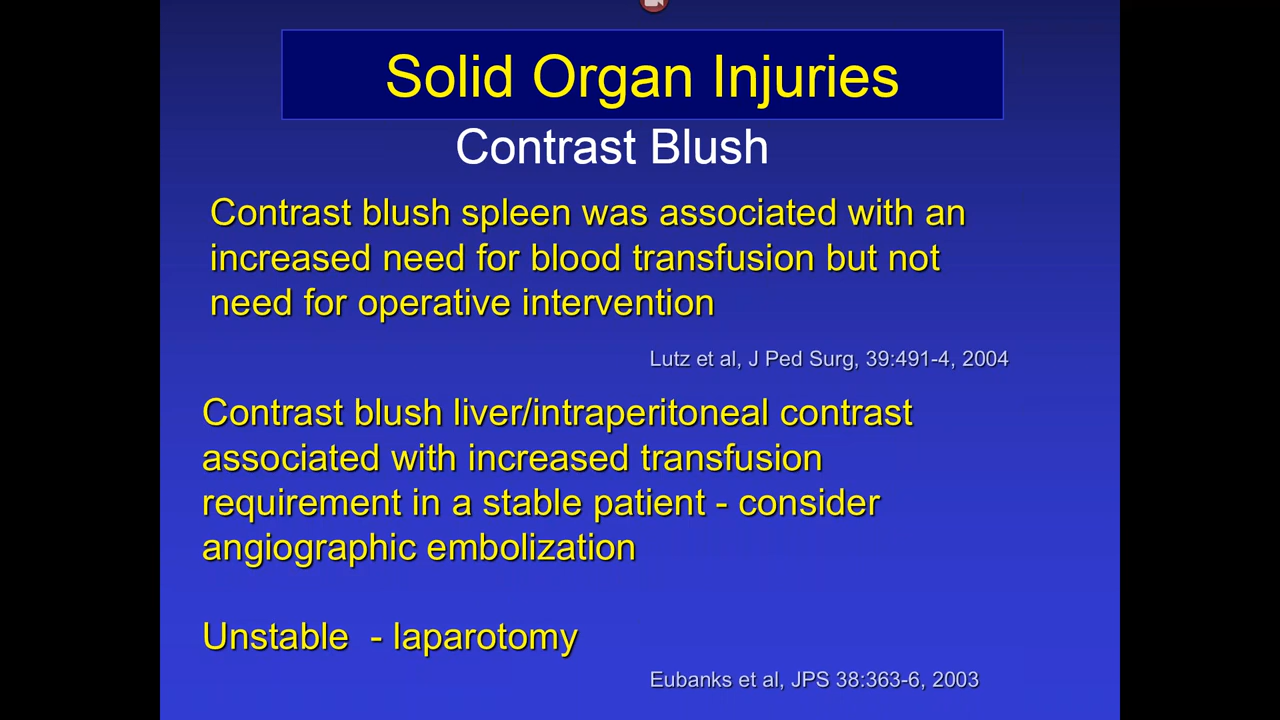 Solid Organ Injuries
Contrast Blush
Contrast blush spleen was associated with an
increased need for blood transfusion but not
need for operative intervention
Lutz et al, J Ped Surg, 39:491-4, 2004
Contrast blush liver/intraperitoneal contrast
associated with increased transfusion
requirement in a stable patient - consider
angiographic embolization
Unstable - laparotomy
Eubanks et al, JPS 38:363-6, 2003